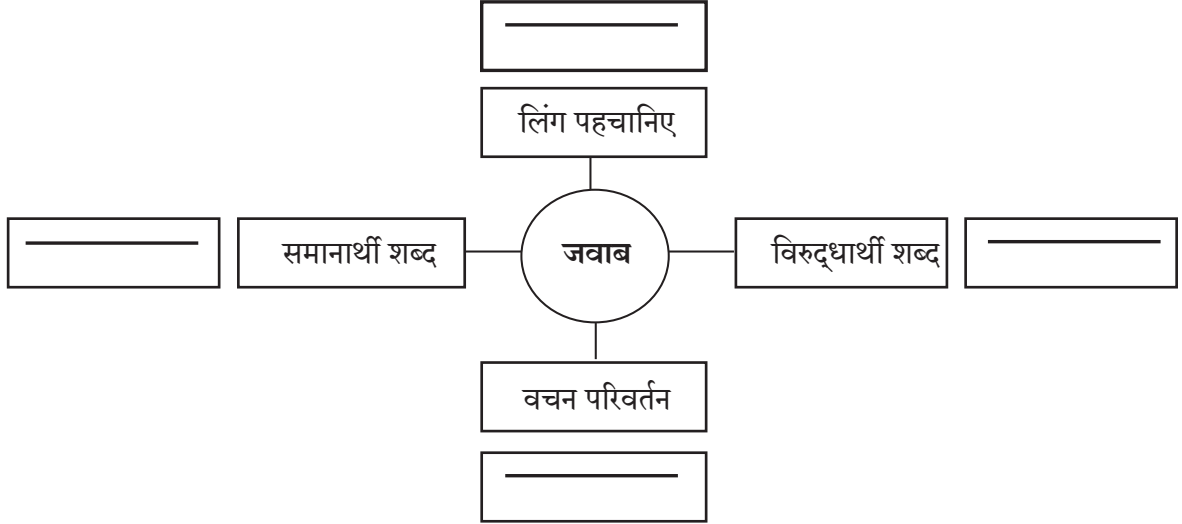 लिंग पहचानिए
समानार्थी शब्द
जवाब
विरुद्‌धार्थी शब्द
वचन परिवर्तन